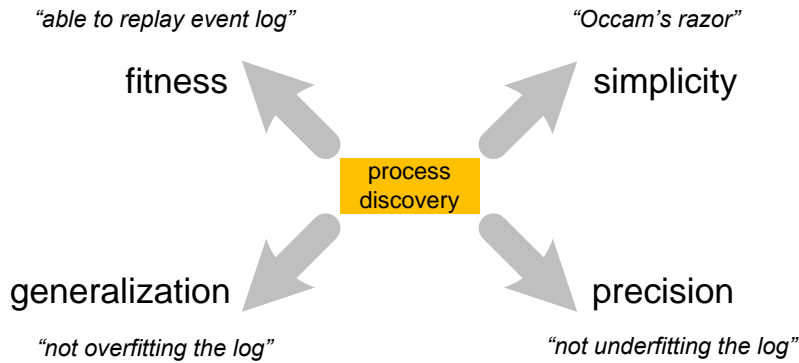 “able to replay event log”
“Occam’s razor”
fitness
simplicity
process
discovery
generalization
precision
“not overfitting the log”
“not underfitting the log”